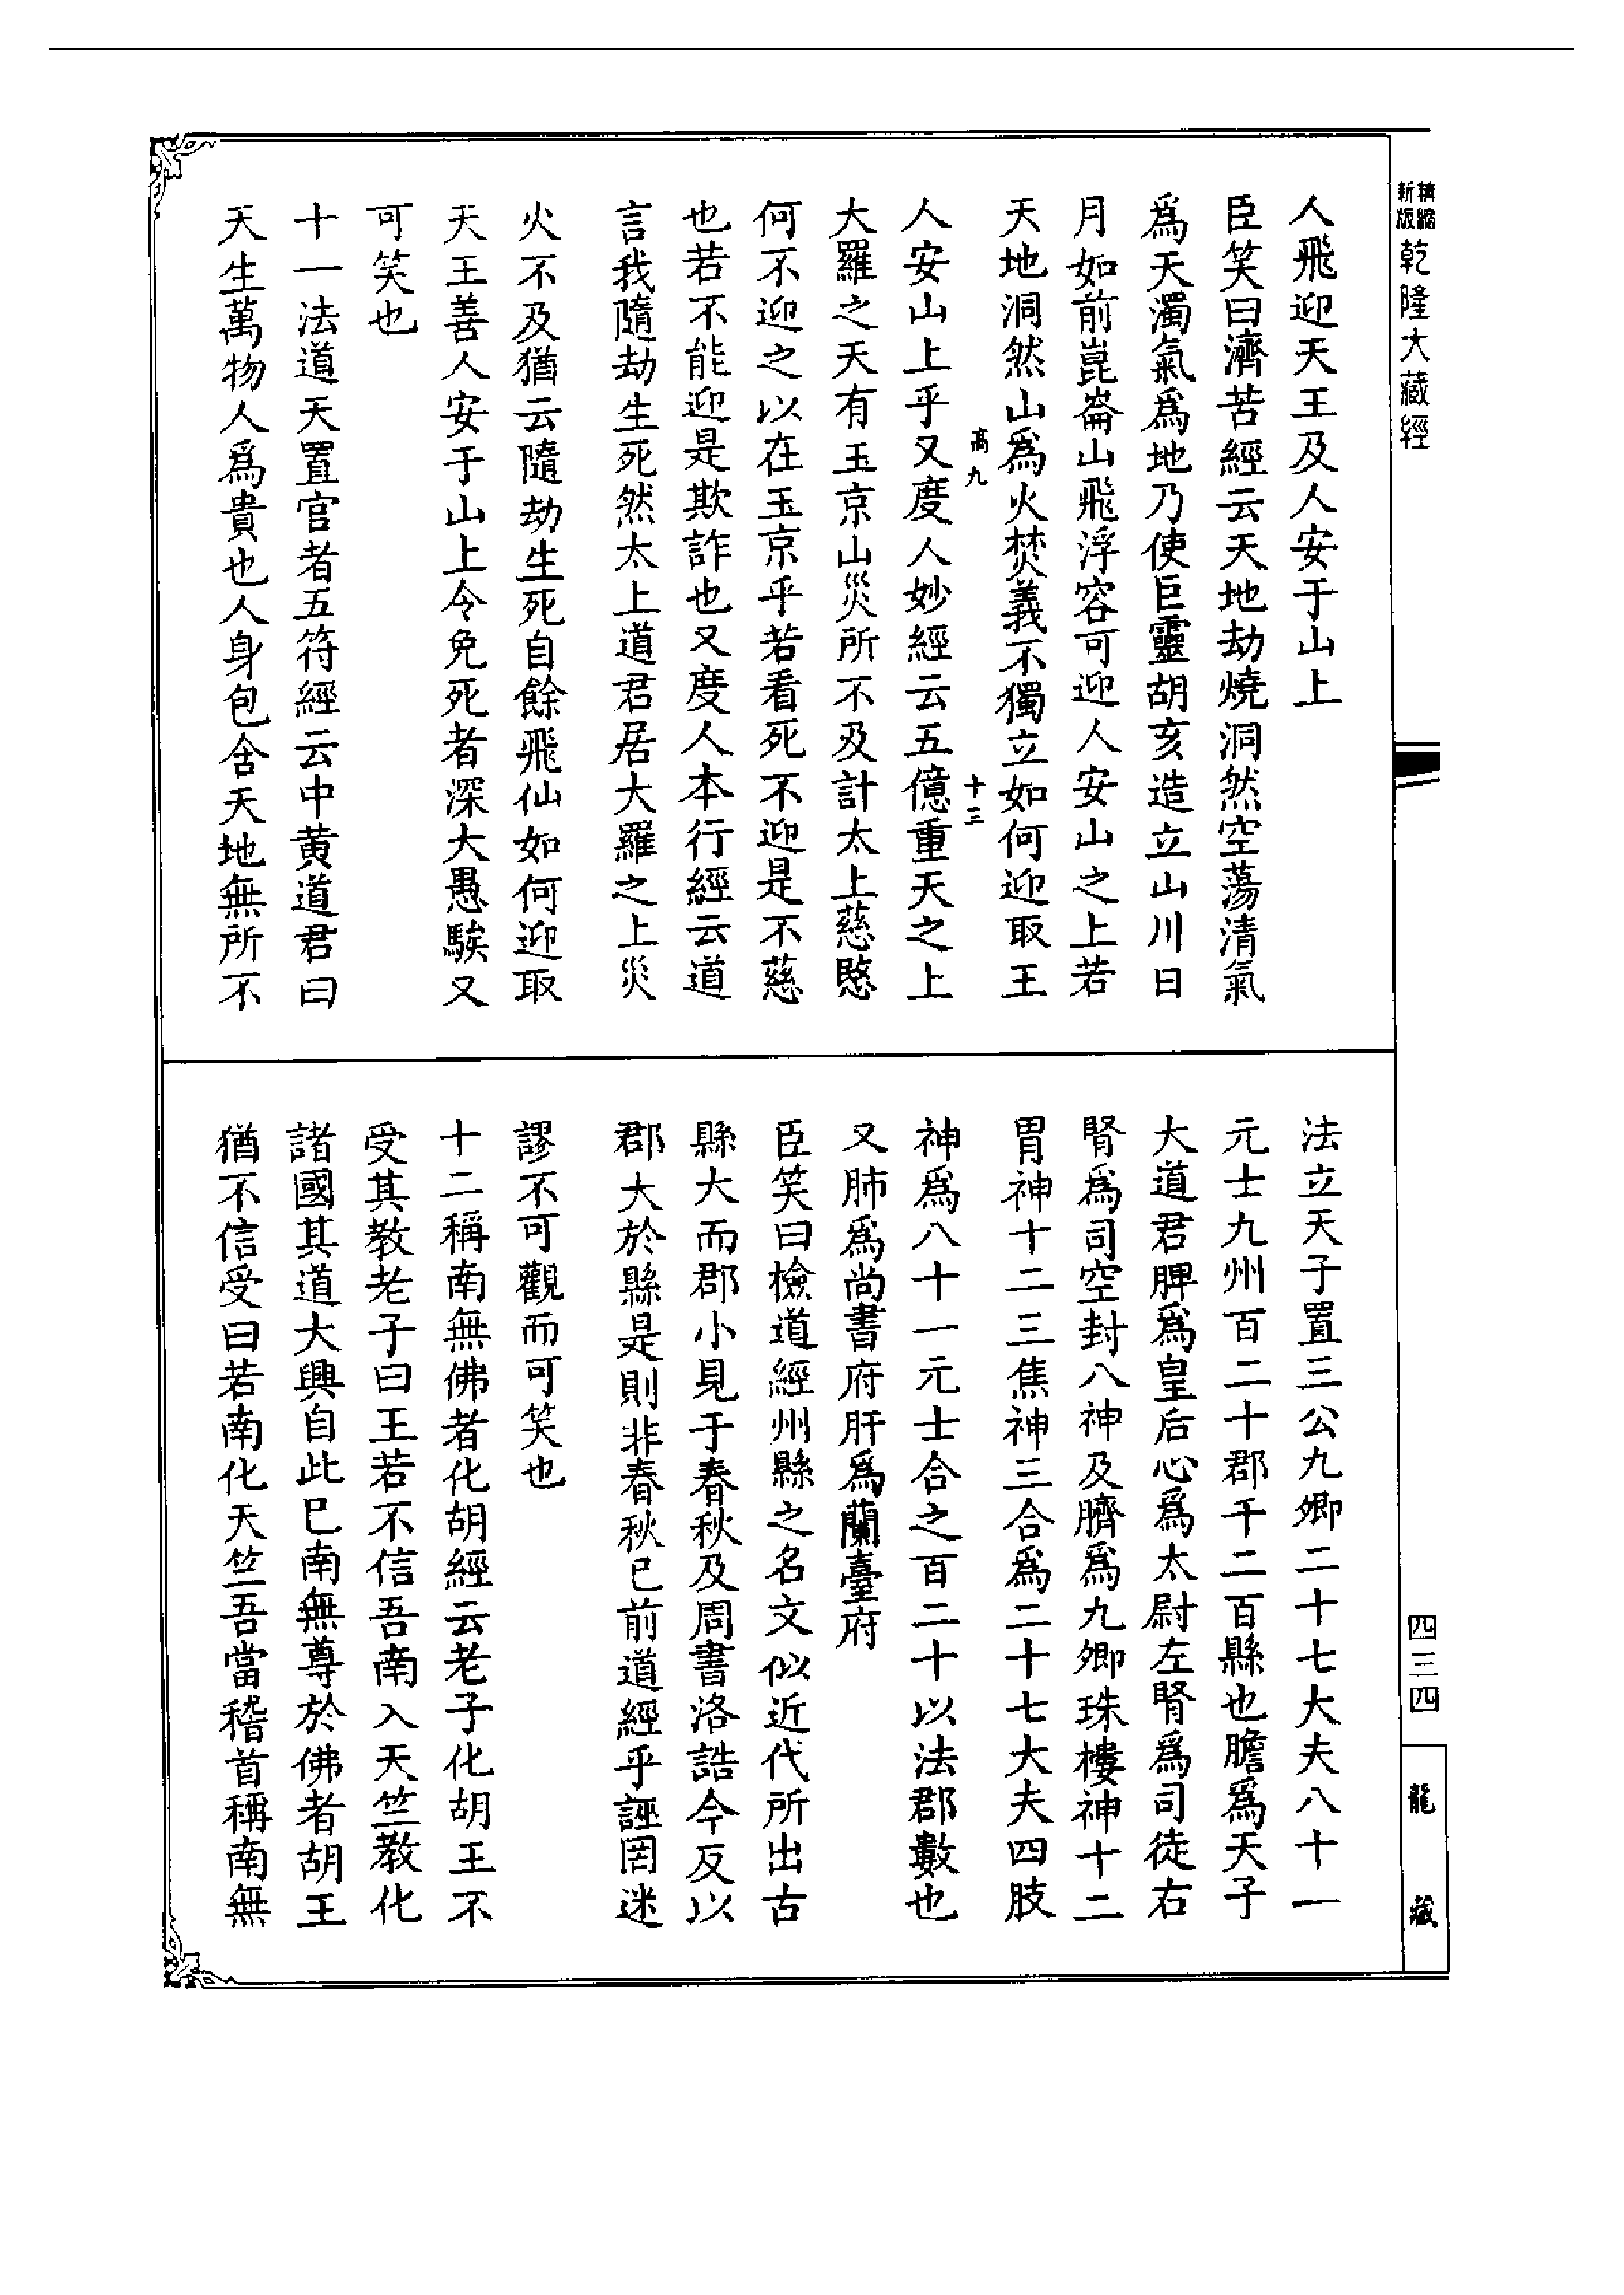 精縮新版乾隆大藏經
四三四
龍藏
人飛迎天王及人安于山上
臣笑曰濟苦經云天地劫燒洞然空蕩清氣
爲天濁氣爲地乃使巨靈胡亥造立山川日
月如前崑崙山飛浮容可迎人安山之上若
天地洞然山爲火焚義不獨立如何迎取王
高九 十三
人安山上乎又度人妙經云五億重天之上
大羅之天有玉京山災所不及計太上慈愍
何不迎之以在玉京乎若看死不迎是不慈
也若不能迎是欺詐也又度人本行經云道
言我隨劫生死然太上道君居大羅之上災
火不及猶云隨劫生死自餘飛仙如何迎取
天王善人安于山上令免死者深大愚騃又
可笑也
十一法道天置官者五符經云中黄道君曰
天生萬物人爲貴也人身包含天地無所不
法立天子置三公九卿二十七大夫八十一
元士九州百二十郡千二百縣也膽爲天子
大道君脾爲皇后心爲太尉左腎爲司徒右
腎爲司空封八神及臍爲九卿珠樓神十二
胃神十二三焦神三合爲二十七大夫四肢
神爲八十一元士合之百二十以法郡數也
又肺爲尚書府肝爲蘭臺府
臣笑曰檢道經州縣之名文似近代所出古
縣大而郡小見于春秋及周書洛誥今反以
郡大於縣是則非春秋巳前道經乎誣罔迷
謬不可觀而可笑也
十二稱南無佛者化胡經云老子化胡王不
受其教老子曰王若不信吾南入天竺教化
諸國其道大興自此巳南無尊於佛者胡王
猶不信受曰若南化天竺吾當稽首稱南無